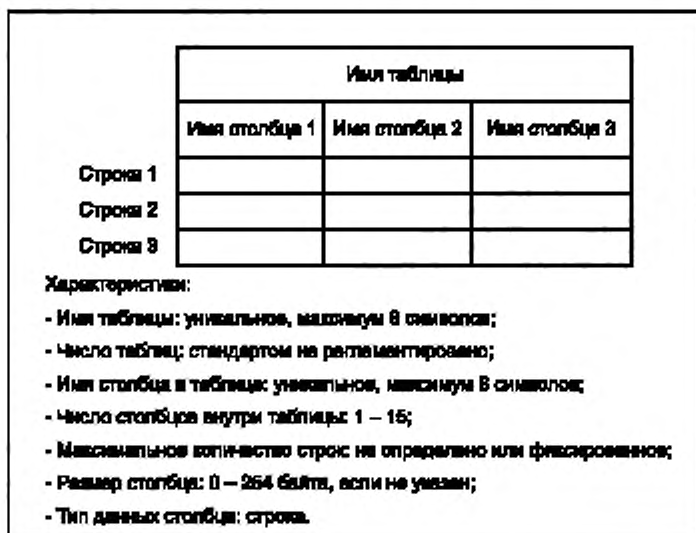 Имя таблицы
Имя столбца 1 Имя столбца 2 Имя столбца 3
Строка 1
Строка 2
Строка 3
Характеристики:
- Имя таблицы: уникальное, максимум 8 символов;
- Число таблиц: стандартом не регламентировано;
- Имя столбца в таблице: уникальное, максимум 8 символов;
- Число столбцов внутри таблицы: 1 – 15;
- Максимальное количество строк: не определено или фиксированное;
- Размер столбца: 0 – 254 байта, если не указан;
- Тип данных столбца: строка.